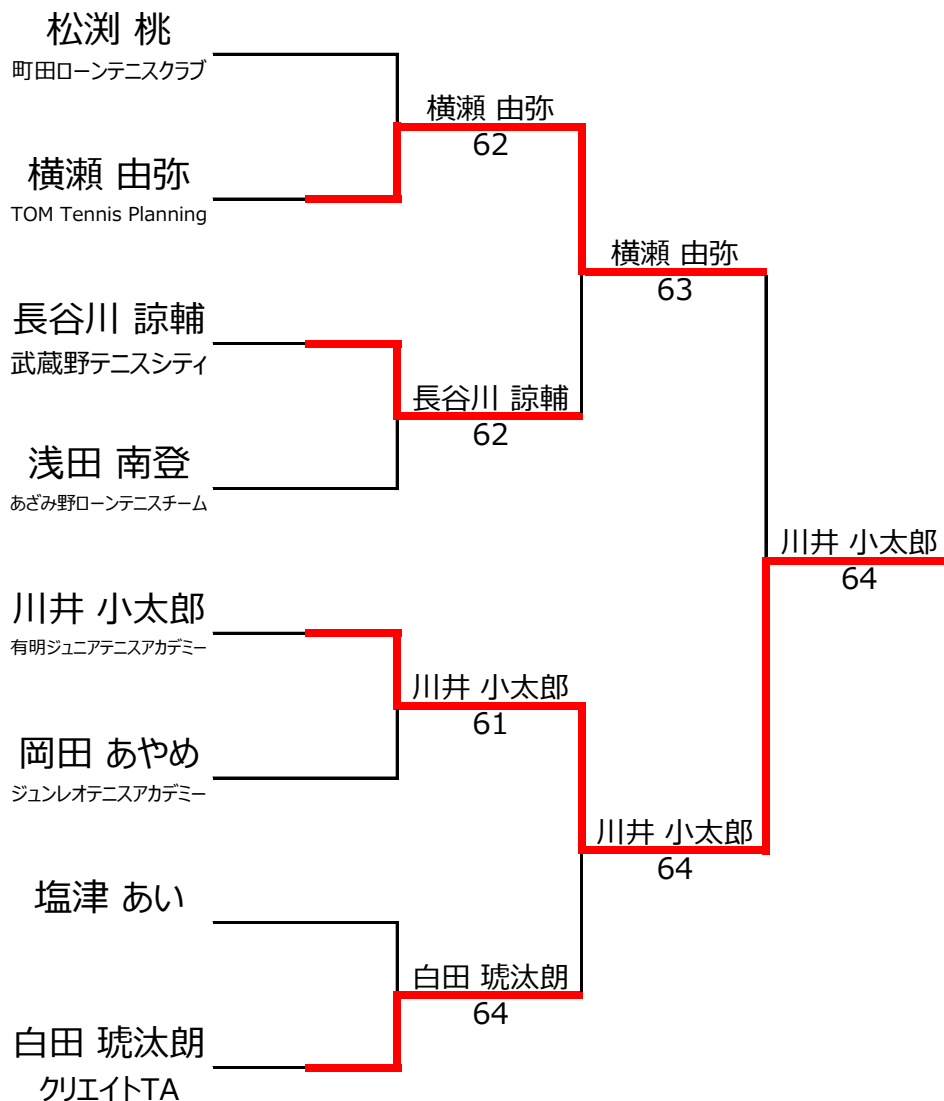 松渕 桃
町田ローンテニスクラブ
横瀬 由弥
62
横瀬 由弥
TOM Tennis Planning
横瀬 由弥
63
長谷川 諒輔
武蔵野テニスシティ
長谷川 諒輔
62
浅田 南登
あざみ野ローンテニスチーム
川井 小太郎
64
川井 小太郎
有明ジュニアテニスアカデミー
川井 小太郎
61
岡田 あやめ
ジュンレオテニスアカデミー
川井 小太郎
64
塩津 あい
白田 琥汰朗
64
白田 琥汰朗
クリエイトTA